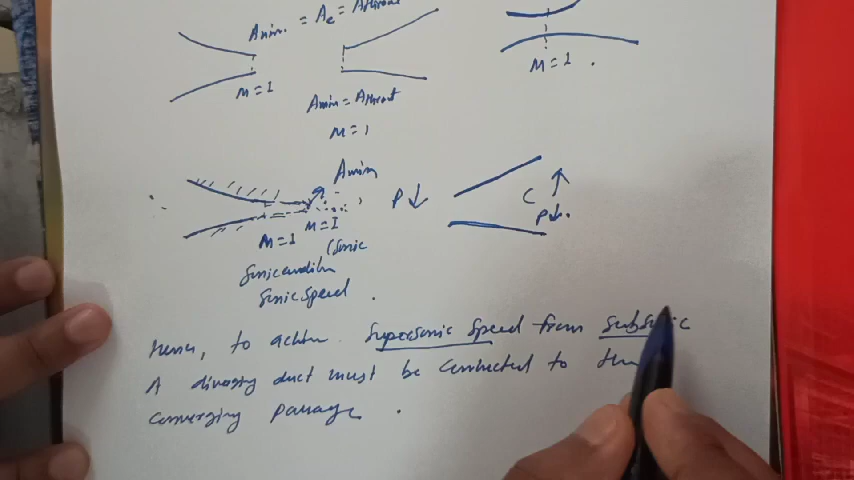 Amin. = Ae = Athroat
M = 1
Amin = Athroat
M = 1
M = 1 .
Amin
P ↓
C ↑
P↓.
M = 1 M = 1
(Sonic
Sonic condition
Sonic Speed .
Hence, to achieve Supersonic Speed from Subsonic
A diverging duct must be connected to the
converging passage .